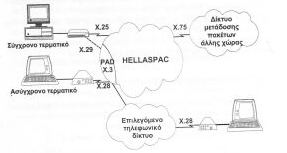 X.25
X.75
Δίκτυο
μετάδοσης
πακέτων
άλλης χώρας
Σύγχρονο τερματικό
X.29
HELLASPAC
PAD
X.3
X.28
Ασύγχρονο τερματικό
Επιλεγόμενο
τηλεφωνικό
δίκτυο
X.28